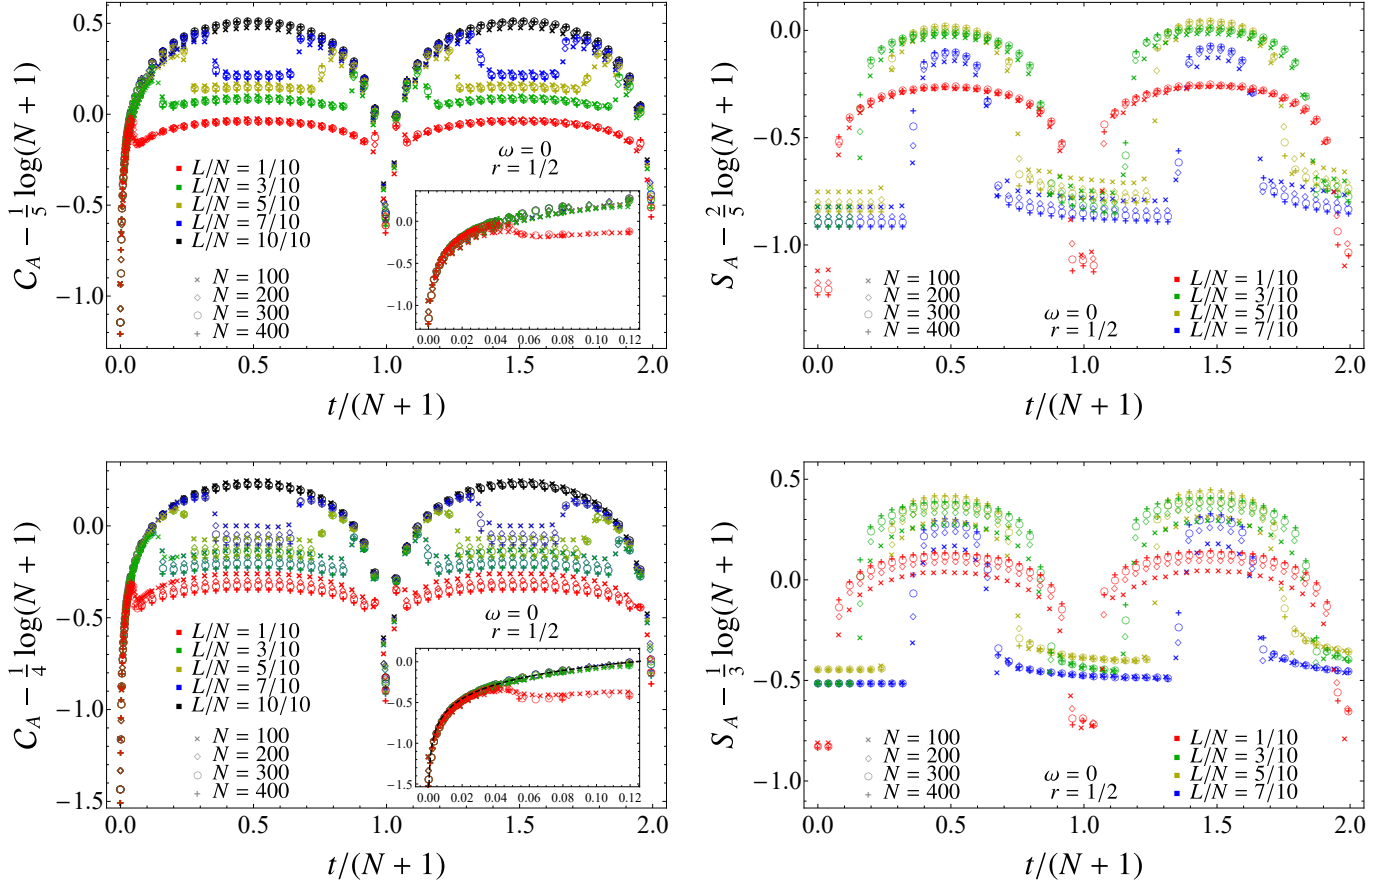 C_A − 1/5 log(N + 1)
0.5
0.0
−0.5
−1.0
ω = 0
r = 1/2
L/N = 1/10
L/N = 3/10
L/N = 5/10
L/N = 7/10
L/N = 10/10
N = 100
N = 200
N = 300
N = 400
0.0
−0.5
−1.0
0.00 0.02 0.04 0.06 0.08 0.10 0.12
0.0 0.5 1.0 1.5 2.0
t/(N + 1)
S_A − 2/5 log(N + 1)
0.0
−0.5
−1.0
N = 100
N = 200
N = 300
N = 400
ω = 0
r = 1/2
L/N = 1/10
L/N = 3/10
L/N = 5/10
L/N = 7/10
0.0 0.5 1.0 1.5 2.0
t/(N + 1)
C_A − 1/4 log(N + 1)
0.0
−0.5
−1.0
−1.5
ω = 0
r = 1/2
L/N = 1/10
L/N = 3/10
L/N = 5/10
L/N = 7/10
L/N = 10/10
N = 100
N = 200
N = 300
N = 400
0.0
−0.5
−1.0
−1.5
0.00 0.02 0.04 0.06 0.08 0.10 0.12
0.0 0.5 1.0 1.5 2.0
t/(N + 1)
S_A − 1/3 log(N + 1)
0.5
0.0
−0.5
−1.0
N = 100
N = 200
N = 300
N = 400
ω = 0
r = 1/2
L/N = 1/10
L/N = 3/10
L/N = 5/10
L/N = 7/10
0.0 0.5 1.0 1.5 2.0
t/(N + 1)